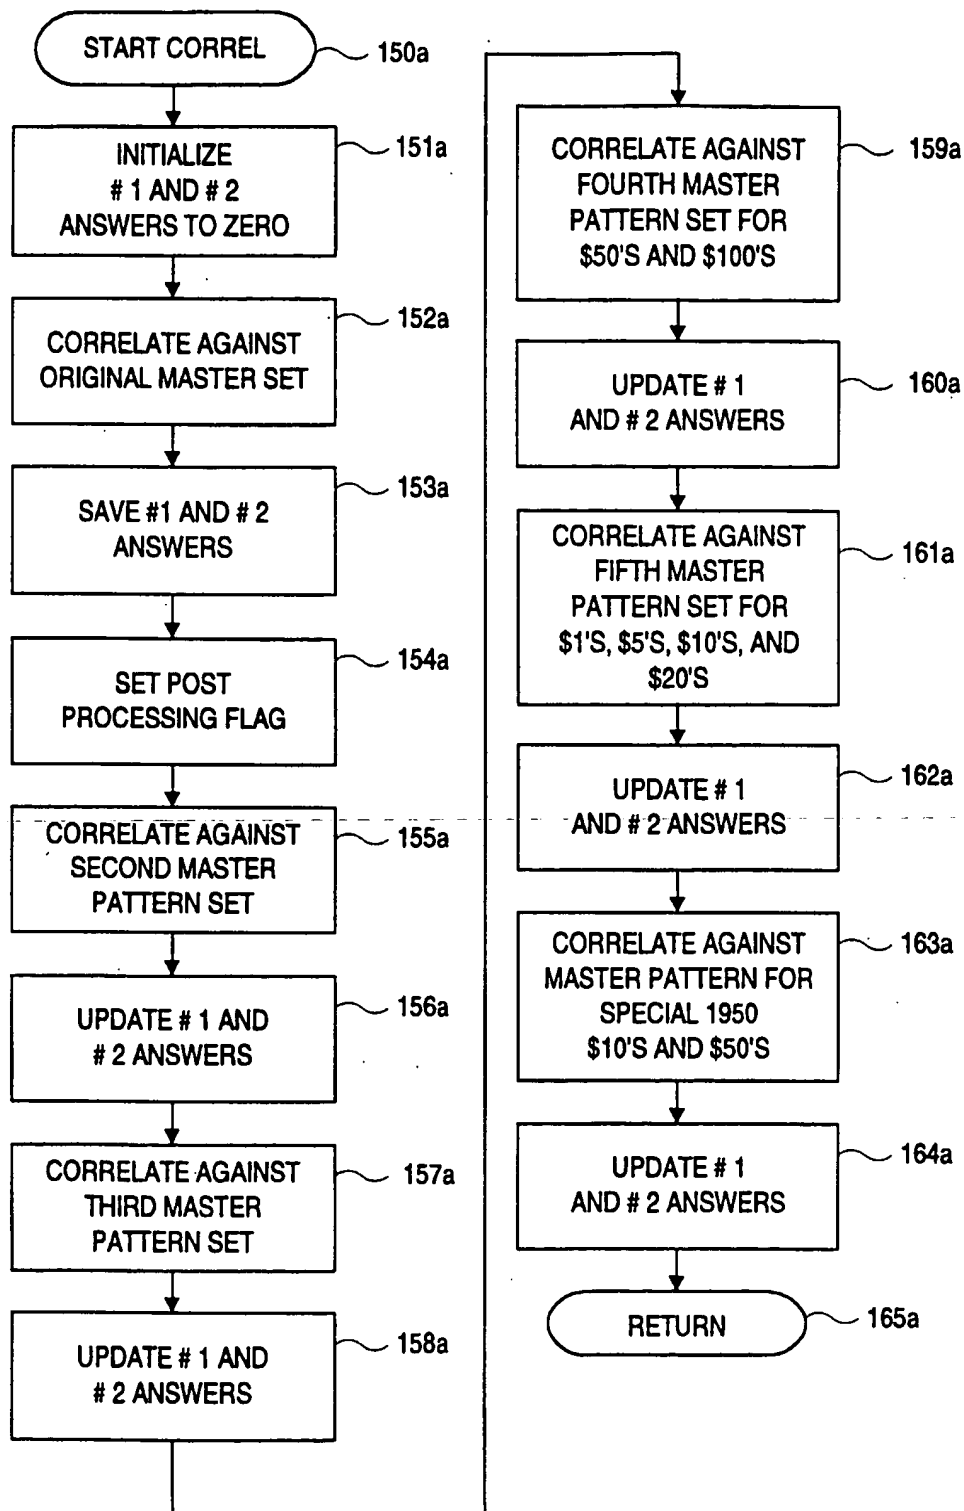 START CORREL
150a
INITIALIZE
# 1 AND # 2
ANSWERS TO ZERO
151a
CORRELATE AGAINST
ORIGINAL MASTER SET
152a
SAVE #1 AND # 2
ANSWERS
153a
SET POST
PROCESSING FLAG
154a
CORRELATE AGAINST
SECOND MASTER
PATTERN SET
155a
UPDATE # 1 AND
# 2 ANSWERS
156a
CORRELATE AGAINST
THIRD MASTER
PATTERN SET
157a
UPDATE # 1 AND
# 2 ANSWERS
158a
CORRELATE AGAINST
FOURTH MASTER
PATTERN SET FOR
$50'S AND $100'S
159a
UPDATE # 1
AND # 2 ANSWERS
160a
CORRELATE AGAINST
FIFTH MASTER
PATTERN SET FOR
$1'S, $5'S, $10'S, AND
$20'S
161a
UPDATE # 1
AND # 2 ANSWERS
162a
CORRELATE AGAINST
MASTER PATTERN FOR
SPECIAL 1950
$10'S AND $50'S
163a
UPDATE # 1
AND # 2 ANSWERS
164a
RETURN
165a